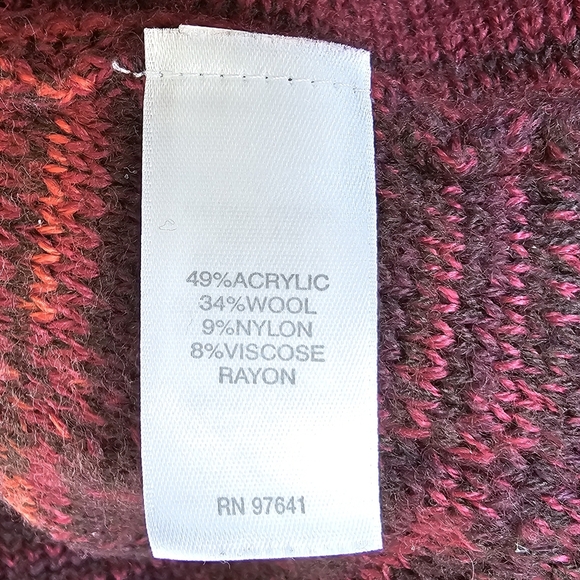 49%ACRYLIC
34%WOOL
9%NYLON
8%VISCOSE
RAYON
RN 97641